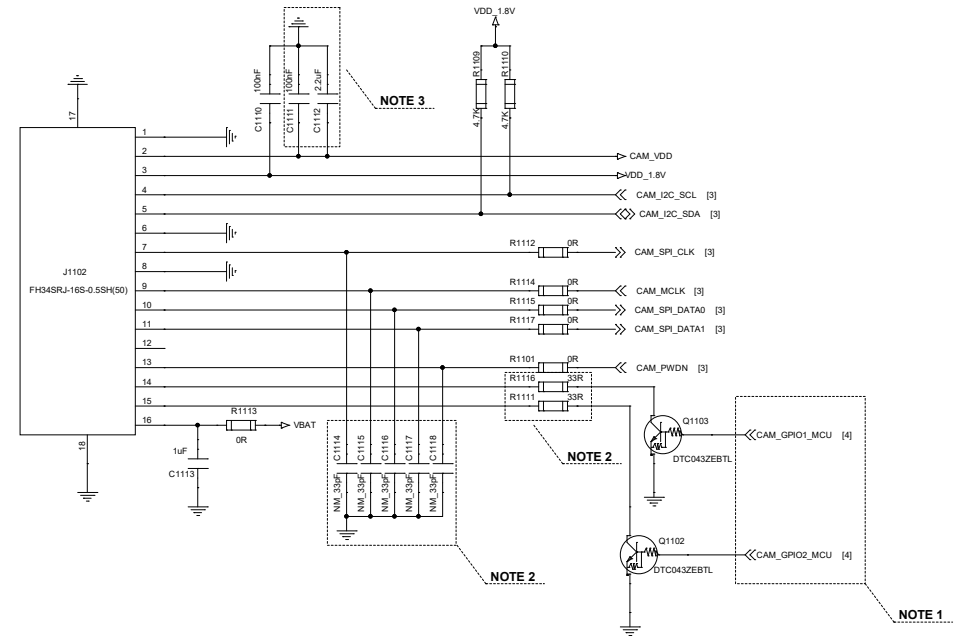 VDD_1.8V
100nF
100nF
2.2uF
C1110
C1111
C1112
NOTE 3
R1109
R1110
4.7K
4.7K
17
1
2
CAM_VDD
3
VDD_1.8V
4
CAM_I2C_SCL [3]
5
CAM_I2C_SDA [3]
6
7
R1112 0R
CAM_SPI_CLK [3]
8
J1102
FH34SRJ-16S-0.5SH(50)
9
R1114 0R
CAM_MCLK [3]
10
R1115 0R
CAM_SPI_DATA0 [3]
11
R1117 0R
CAM_SPI_DATA1 [3]
12
13
R1101 0R
CAM_PWDN [3]
14
R1116 33R
15
R1111 33R
16
R1113
0R
VBAT
18
1uF
C1113
C1114
C1115
C1116
C1117
C1118
NM_33pF
NM_33pF
NM_33pF
NM_33pF
NM_33pF
NOTE 2
NOTE 2
Q1103
DTC043ZEBTL
CAM_GPIO1_MCU [4]
Q1102
DTC043ZEBTL
CAM_GPIO2_MCU [4]
NOTE 1